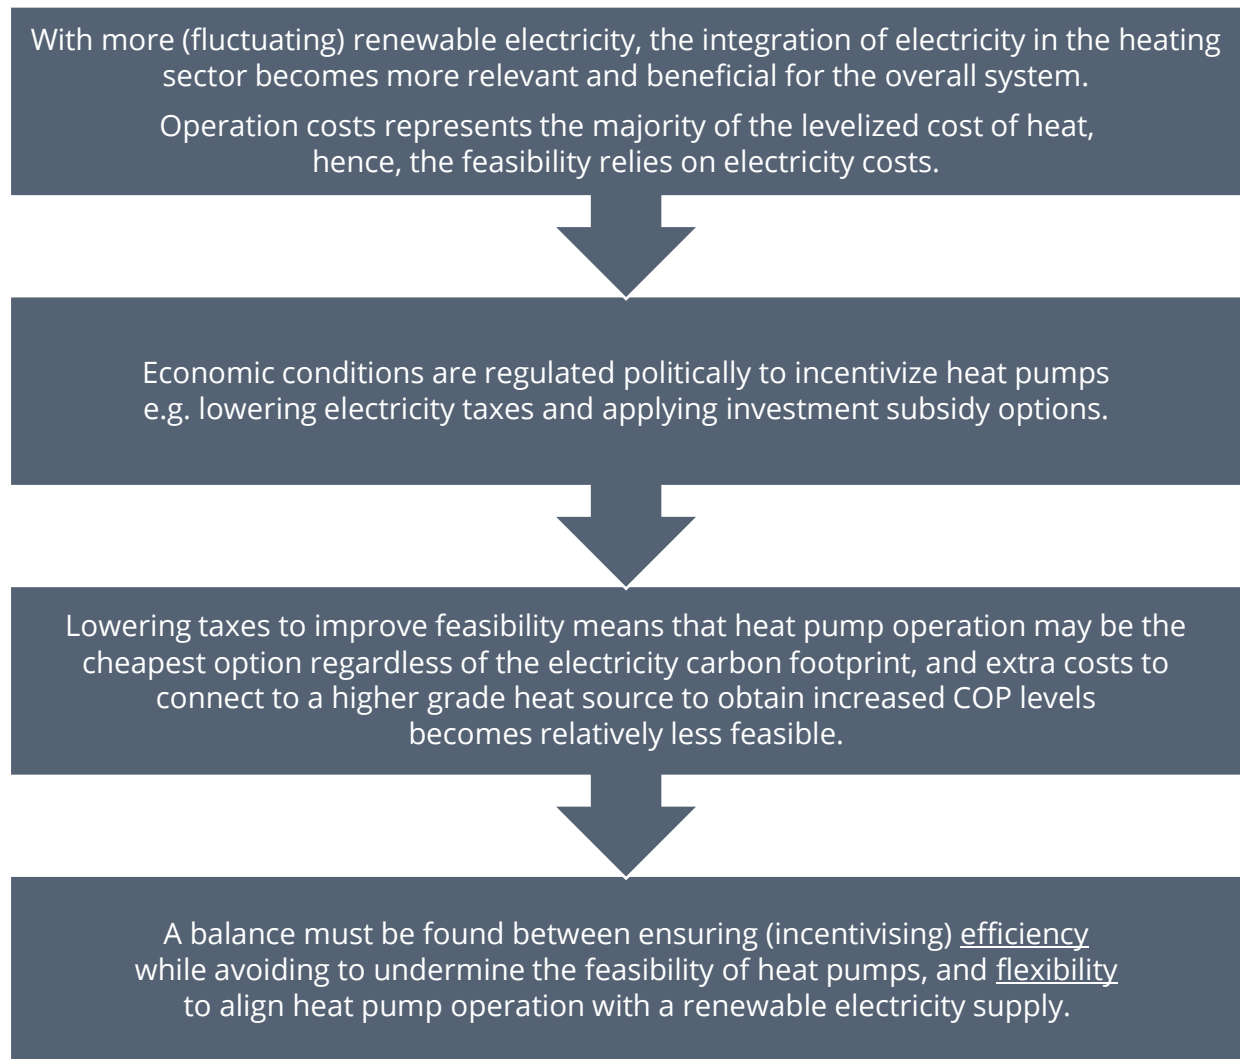 With more (fluctuating) renewable electricity, the integration of electricity in the heating
sector becomes more relevant and beneficial for the overall system.
Operation costs represents the majority of the levelized cost of heat,
hence, the feasibility relies on electricity costs.
Economic conditions are regulated politically to incentivize heat pumps
e.g. lowering electricity taxes and applying investment subsidy options.
Lowering taxes to improve feasibility means that heat pump operation may be the
cheapest option regardless of the electricity carbon footprint, and extra costs to
connect to a higher grade heat source to obtain increased COP levels
becomes relatively less feasible.
A balance must be found between ensuring (incentivising) efficiency
while avoiding to undermine the feasibility of heat pumps, and flexibility
to align heat pump operation with a renewable electricity supply.